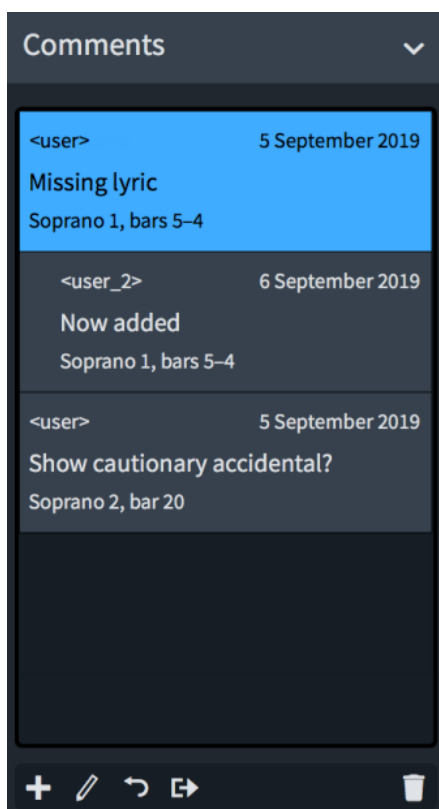 Comments
<user> 5 September 2019
Missing lyric
Soprano 1, bars 5–4
<user_2> 6 September 2019
Now added
Soprano 1, bars 5–4
<user> 5 September 2019
Show cautionary accidental?
Soprano 2, bar 20